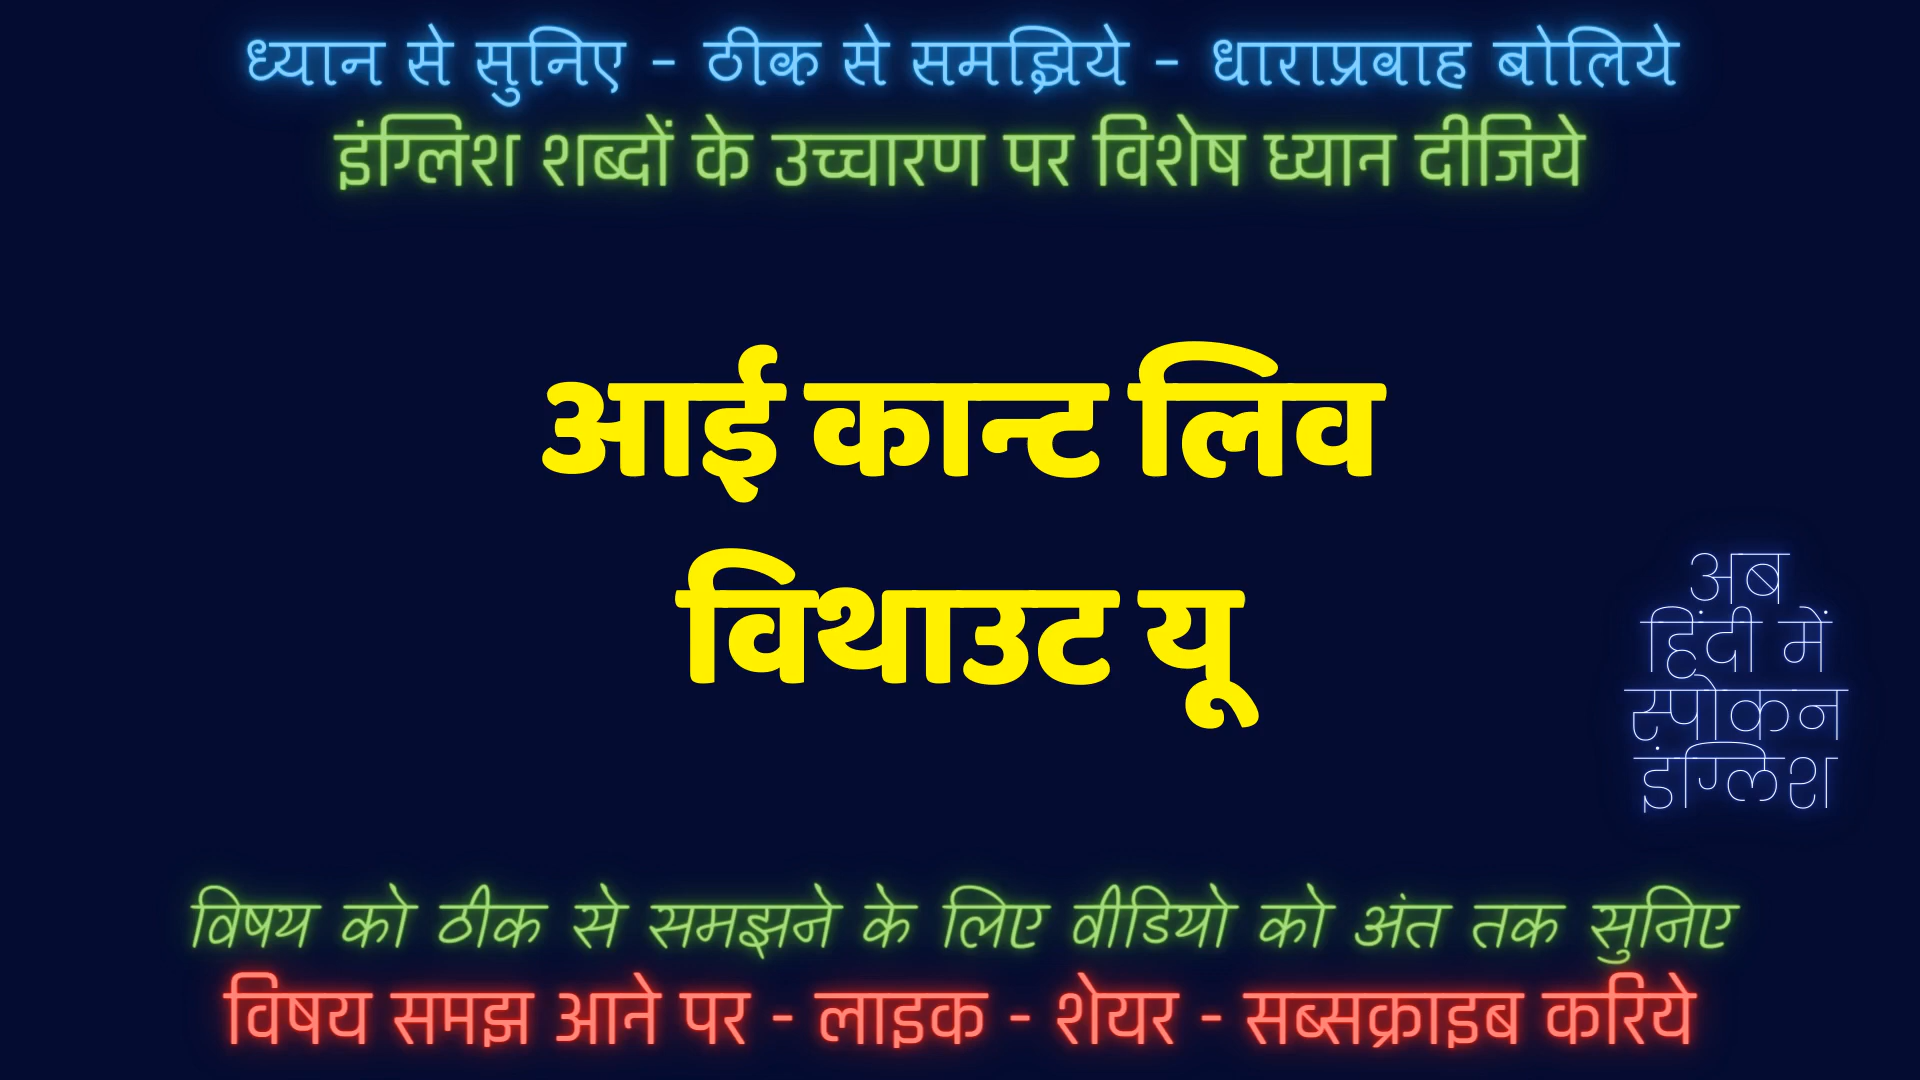 ध्यान से सुनिए - ठीक से समझिये - धाराप्रवाह बोलिये
इंग्लिश शब्दों के उच्चारण पर विशेष ध्यान दीजिये
आई कान्ट लिव
विथाउट यू
अब
हिंदी में
स्पोकन
इंग्लिश
विषय को ठीक से समझने के लिए वीडियो को अंत तक सुनिए
विषय समझ आने पर - लाइक - शेयर - सब्सक्राइब करिये